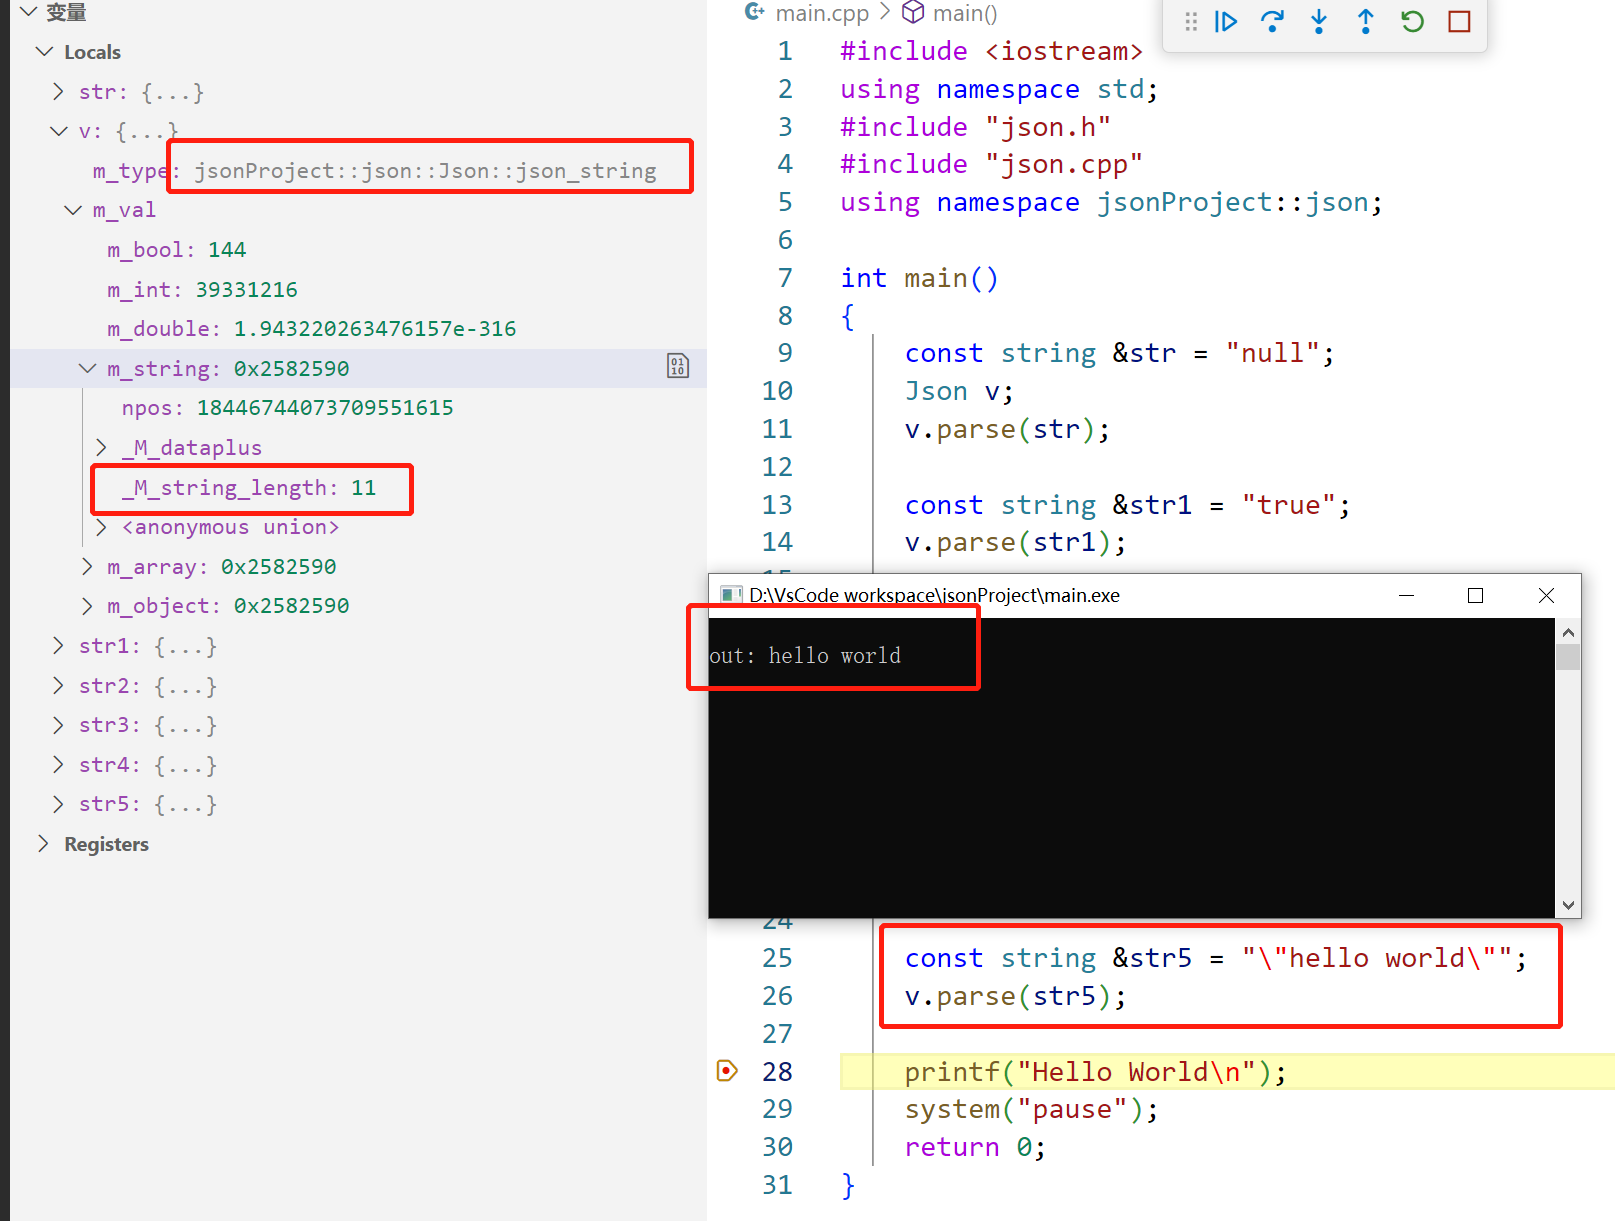 变量
Locals
str: {...}
v: {...}
m_type: jsonProject::json::Json::json_string
m_val
m_bool: 144
m_int: 39331216
m_double: 1.943220263476157e-316
m_string: 0x2582590
npos: 18446744073709551615
_M_dataplus
_M_string_length: 11
<anonymous union>
m_array: 0x2582590
m_object: 0x2582590
str1: {...}
str2: {...}
str3: {...}
str4: {...}
str5: {...}
Registers
main.cpp > main()
1 #include <iostream>
2 using namespace std;
3 #include "json.h"
4 #include "json.cpp"
5 using namespace jsonProject::json;
6
7 int main()
8 {
9 const string &str = "null";
10 Json v;
11 v.parse(str);
12
13 const string &str1 = "true";
14 v.parse(str1);
D:\VsCode workspace\jsonProject\main.exe
out: hello world
24
25 const string &str5 = "\"hello world\"";
26 v.parse(str5);
27
28 printf("Hello World\n");
29 system("pause");
30 return 0;
31 }